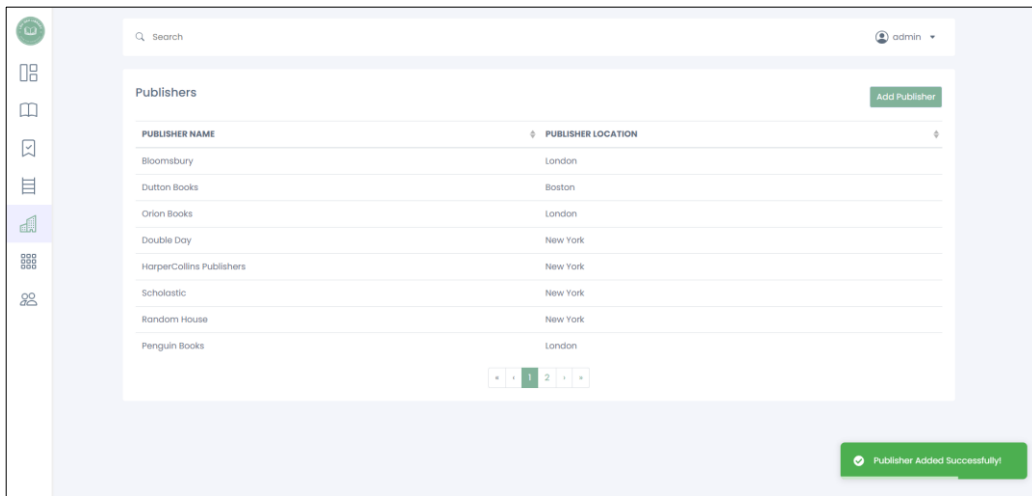 Search
admin
Publishers
Add Publisher
PUBLISHER NAME PUBLISHER LOCATION
Bloomsbury London
Dutton Books Boston
Orion Books London
Double Day New York
HarperCollins Publishers New York
Scholastic New York
Random House New York
Penguin Books London
« ‹ 1 2 › »
Publisher Added Successfully!